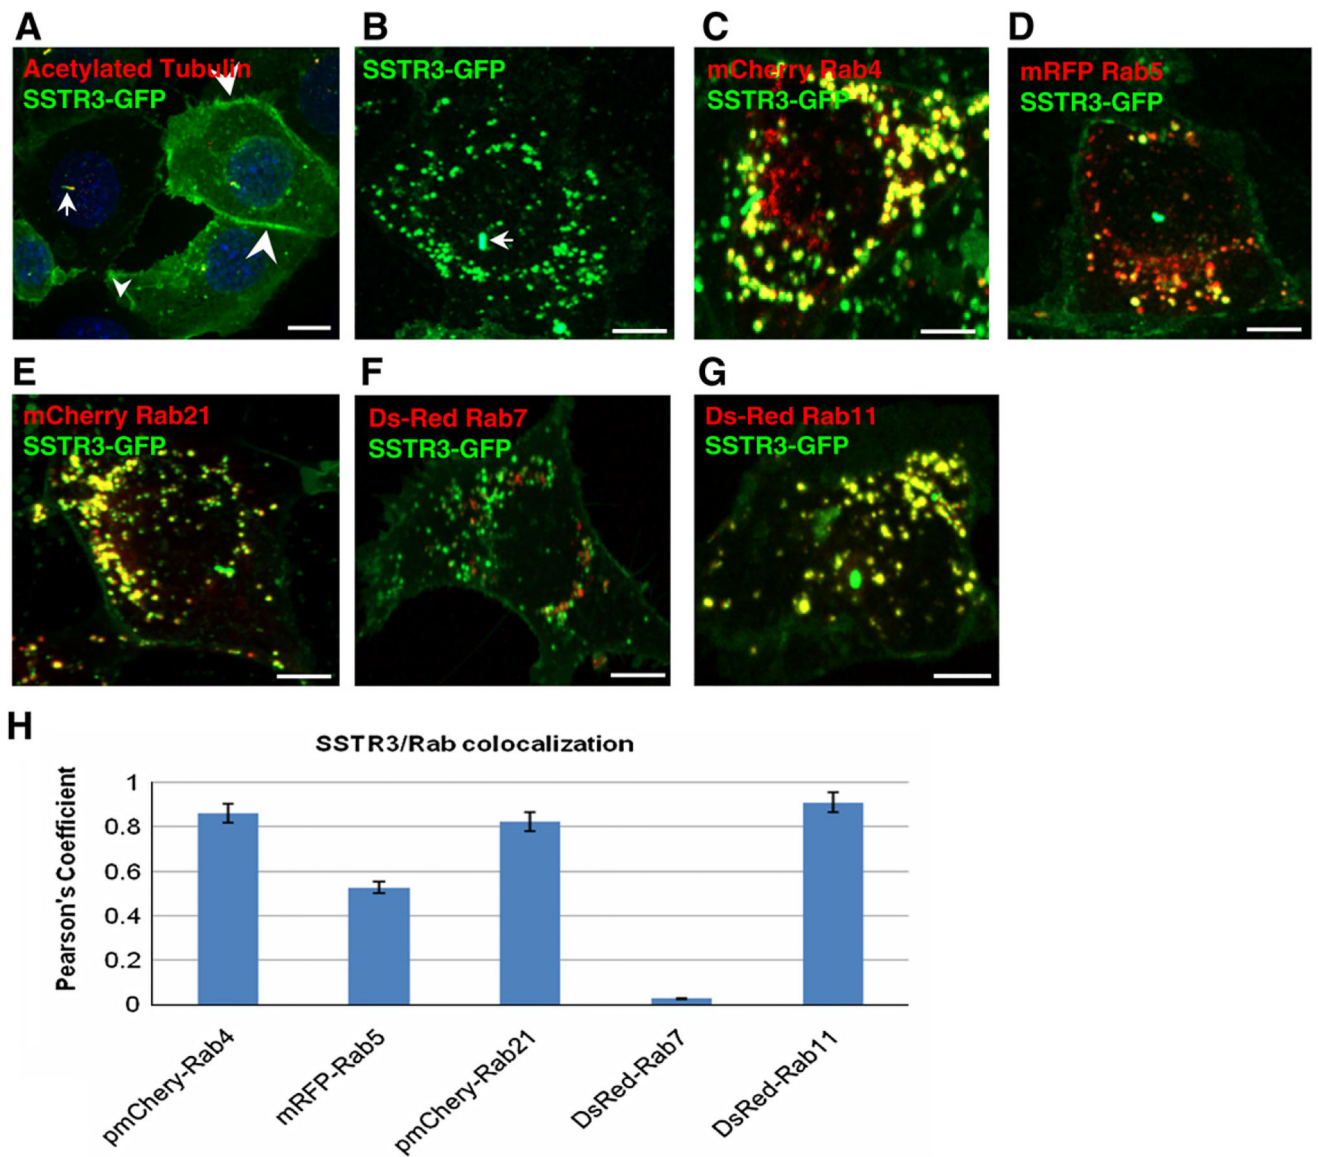 A
B
C
D
Acetylated Tubulin
SSTR3-GFP
SSTR3-GFP
mCherry Rab4
SSTR3-GFP
mRFP Rab5
SSTR3-GFP
E
F
G
mCherry Rab21
SSTR3-GFP
Ds-Red Rab7
SSTR3-GFP
Ds-Red Rab11
SSTR3-GFP
H
SSTR3/Rab colocalization
Pearson's Coefficient
1
0.8
0.6
0.4
0.2
0
pmChery-Rab4
mRFP-Rab5
pmChery-Rab21
DsRed-Rab7
DsRed-Rab11